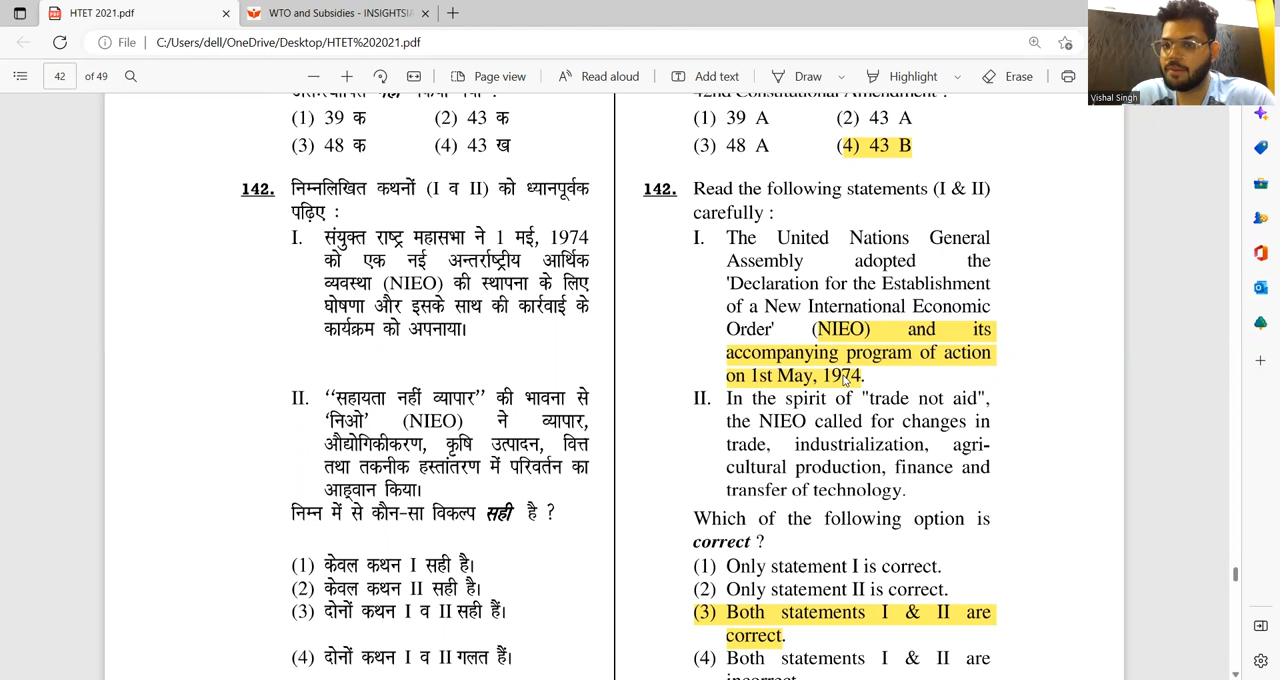 HTET 2021.pdf
WTO and Subsidies - INSIGHTSI
File C:/Users/dell/OneDrive/Desktop/HTET%202021.pdf
42 of 49
Page view
Read aloud
Add text
Draw
Highlight
Erase
Vishal Singh
(1) 39 क (2) 43 क
(3) 48 क (4) 43 ख
142. निम्नलिखित कथनों (I व II) को ध्यानपूर्वक
पढ़िए :
I. संयुक्त राष्ट्र महासभा ने 1 मई, 1974
को एक नई अन्तर्राष्ट्रीय आर्थिक
व्यवस्था (NIEO) की स्थापना के लिए
घोषणा और इसके साथ की कार्रवाई के
कार्यक्रम को अपनाया।
II. ‘‘सहायता नहीं व्यापार’’ की भावना से
‘निओ’ (NIEO) ने व्यापार,
औद्योगिकीकरण, कृषि उत्पादन, वित्त
तथा तकनीक हस्तांतरण में परिवर्तन का
आह्वान किया।
निम्न में से कौन-सा विकल्प सही है ?
(1) केवल कथन I सही है।
(2) केवल कथन II सही है।
(3) दोनों कथन I व II सही हैं।
(4) दोनों कथन I व II गलत हैं।
42nd Constitutional Amendment :
(1) 39 A (2) 43 A
(3) 48 A (4) 43 B
142. Read the following statements (I & II)
carefully :
I. The United Nations General
Assembly adopted the
'Declaration for the Establishment
of a New International Economic
Order' (NIEO) and its
accompanying program of action
on 1st May, 1974.
II. In the spirit of "trade not aid",
the NIEO called for changes in
trade, industrialization, agri-
cultural production, finance and
transfer of technology.
Which of the following option is
correct ?
(1) Only statement I is correct.
(2) Only statement II is correct.
(3) Both statements I & II are
correct.
(4) Both statements I & II are